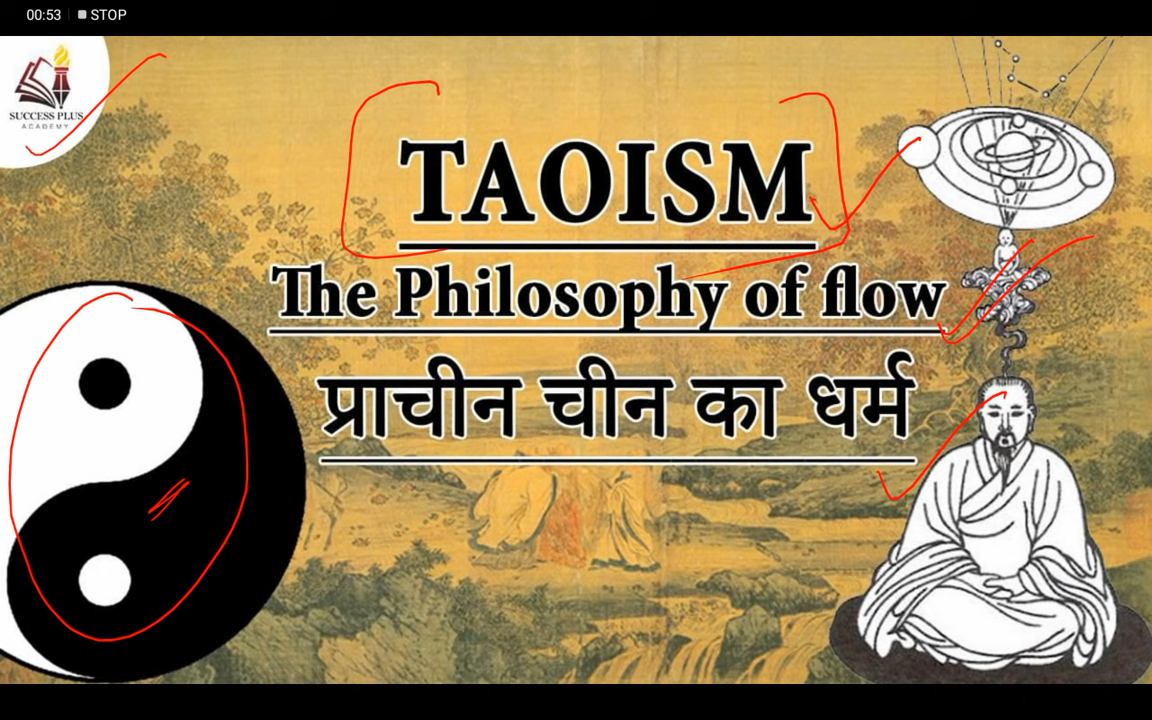 00:53 STOP
SUCCESS PLUS
ACADEMY
TAOISM
The Philosophy of flow
प्राचीन चीन का धर्म